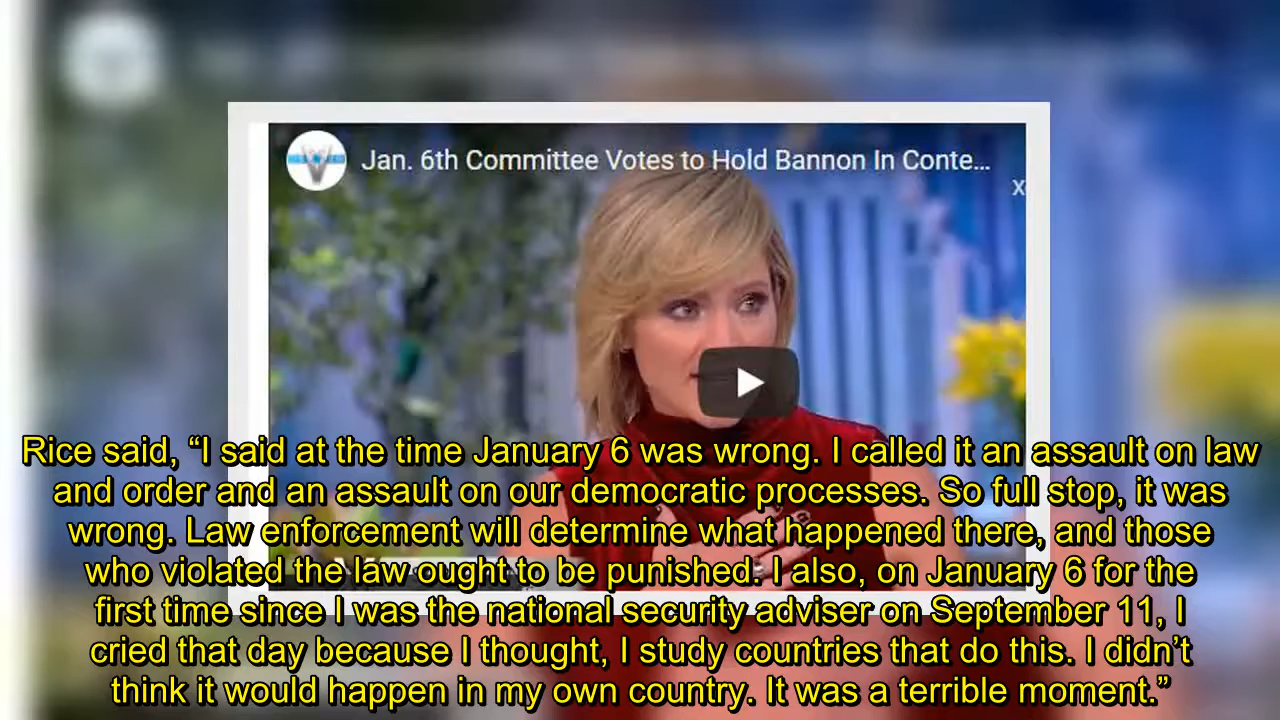 Jan. 6th Committee Votes to Hold Bannon In Conte...
Rice said, “I said at the time January 6 was wrong. I called it an assault on law
and order and an assault on our democratic processes. So full stop, it was
wrong. Law enforcement will determine what happened there, and those
who violated the law ought to be punished. I also, on January 6 for the
first time since I was the national security adviser on September 11, I
cried that day because I thought, I study countries that do this. I didn’t
think it would happen in my own country. It was a terrible moment.”